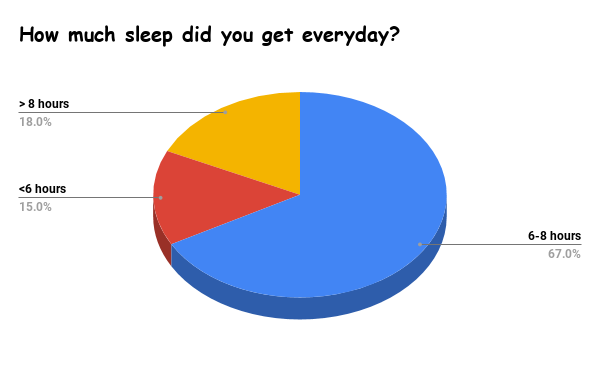 How much sleep did you get everyday?
> 8 hours
18.0%
<6 hours
15.0%
6-8 hours
67.0%